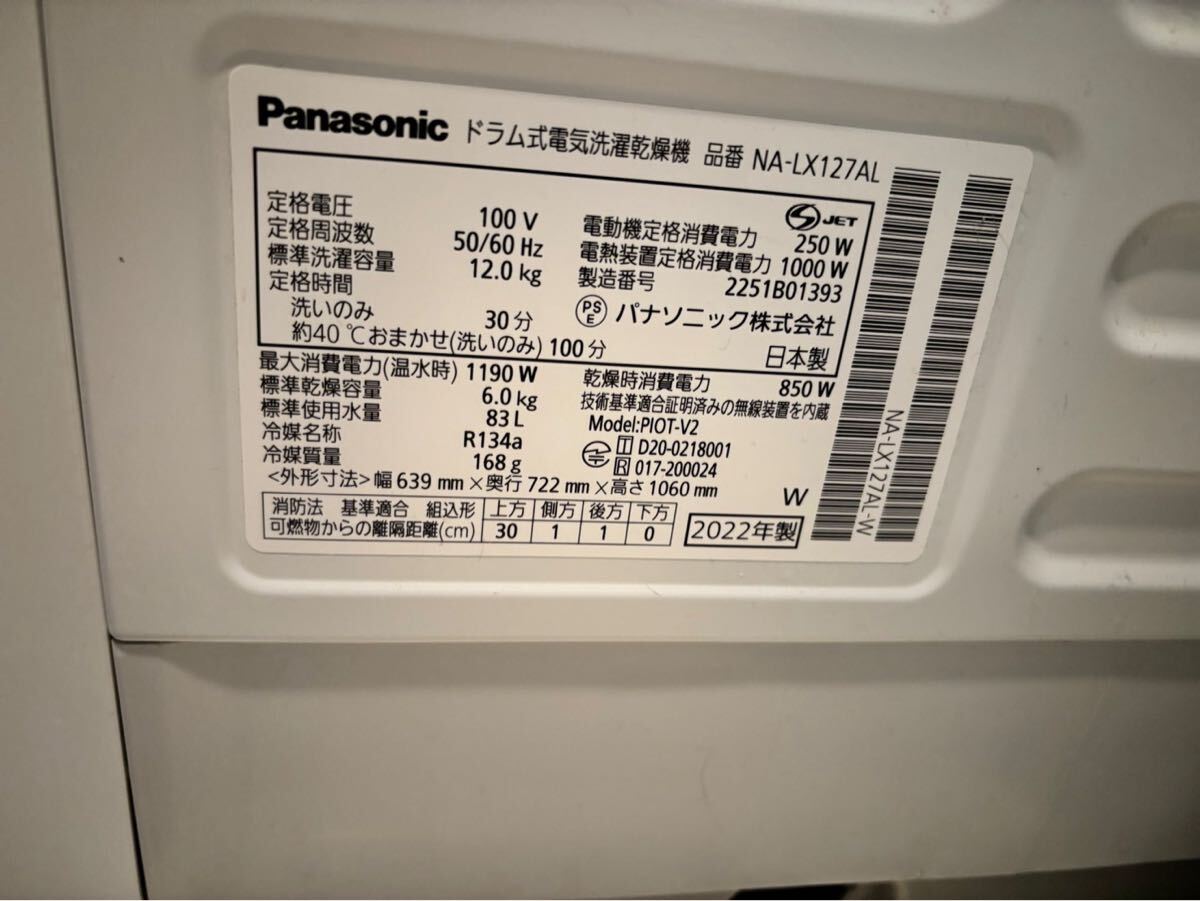 Panasonic ドラム式電気洗濯乾燥機 品番 NA-LX127AL
定格電圧 100 V
定格周波数 50/60 Hz
標準洗濯容量 12.0 kg
定格時間
洗いのみ 30 分
約40 ℃おまかせ(洗いのみ) 100 分
S JET
電動機定格消費電力 250 W
電熱装置定格消費電力 1000 W
製造番号 2251B01393
PS E パナソニック株式会社
日本製
最大消費電力(温水時) 1190 W
標準乾燥容量 6.0 kg
標準使用水量 83 L
冷媒名称 R134a
冷媒質量 168 g
乾燥時消費電力 850 W
技術基準適合証明済みの無線装置を内蔵
Model:PIOT-V2
T D20-0218001
R 017-200024
<外形寸法> 幅 639 mm × 奥行 722 mm × 高さ 1060 mm
W
消防法 基準適合 組込形 上方 側方 後方 下方
可燃物からの離隔距離(cm) 30 1 1 0
2022年製
NA-LX127AL-W